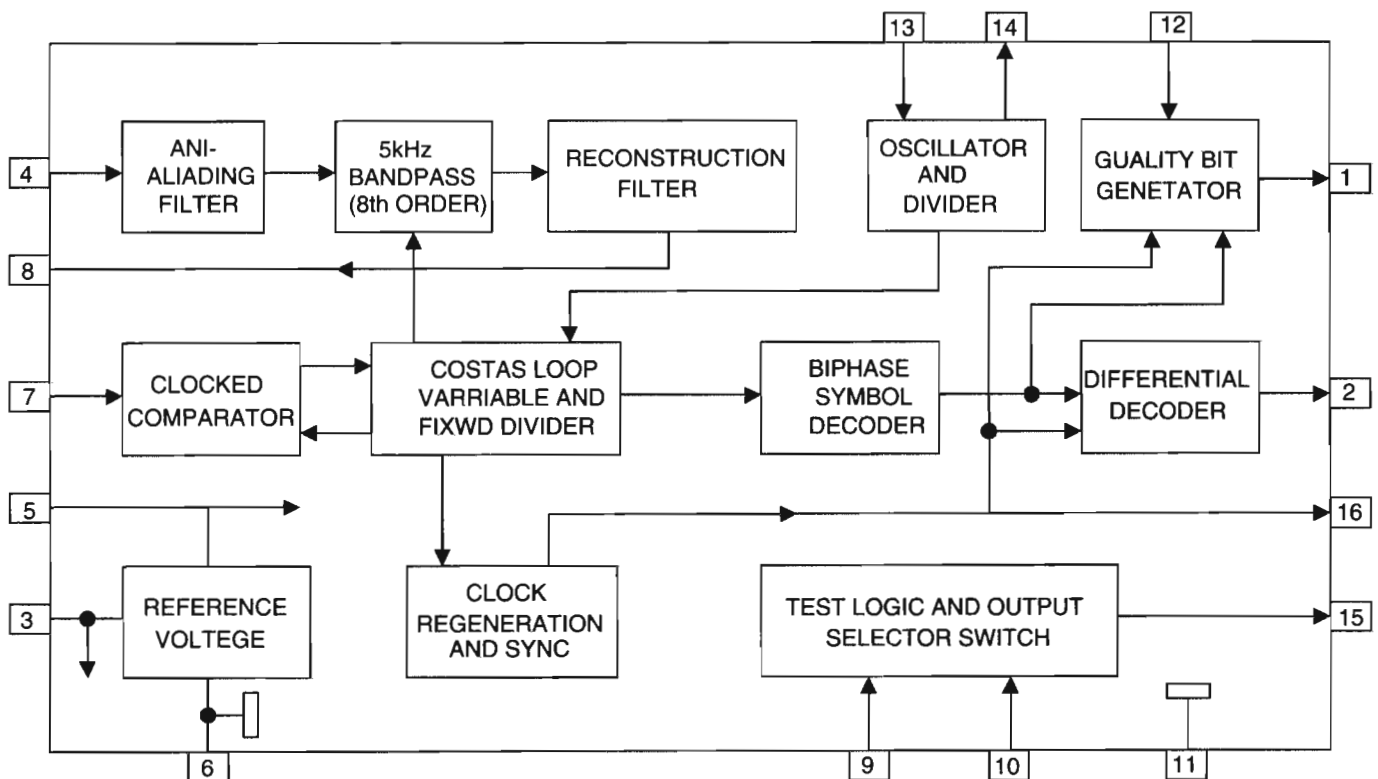 13
14
12
ANI-
ALIADING
FILTER
5kHz
BANDPASS
(8th ORDER)
RECONSTRUCTION
FILTER
OSCILLATOR
AND
DIVIDER
GUALITY BIT
GENETATOR
4
1
8
7
CLOCKED
COMPARATOR
COSTAS LOOP
VARRIABLE AND
FIXWD DIVIDER
BIPHASE
SYMBOL
DECODER
DIFFERENTIAL
DECODER
2
5
16
3
REFERENCE
VOLTEGE
CLOCK
REGENERATION
AND SYNC
TEST LOGIC AND OUTPUT
SELECTOR SWITCH
15
6
9
10
11